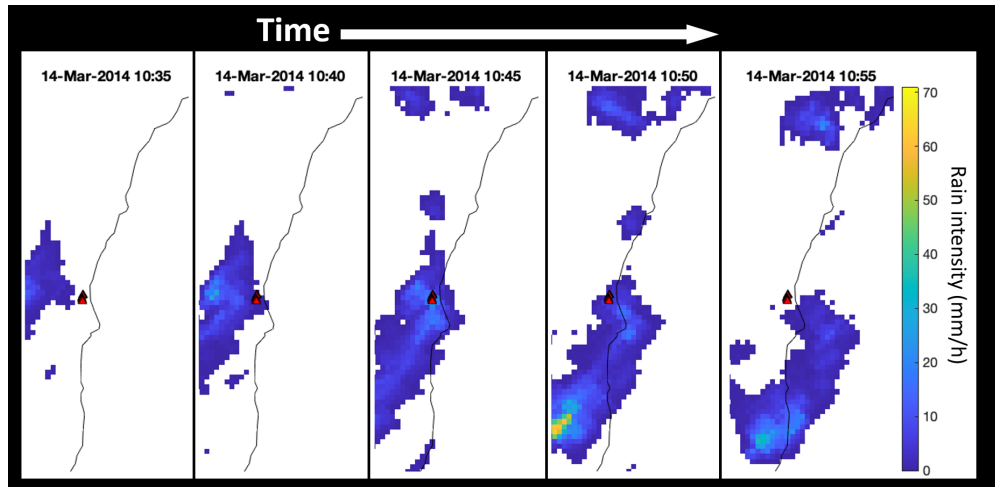 Time
14-Mar-2014 10:35
14-Mar-2014 10:40
14-Mar-2014 10:45
14-Mar-2014 10:50
14-Mar-2014 10:55
70
60
50
40
30
20
10
0
Rain intensity (mm/h)